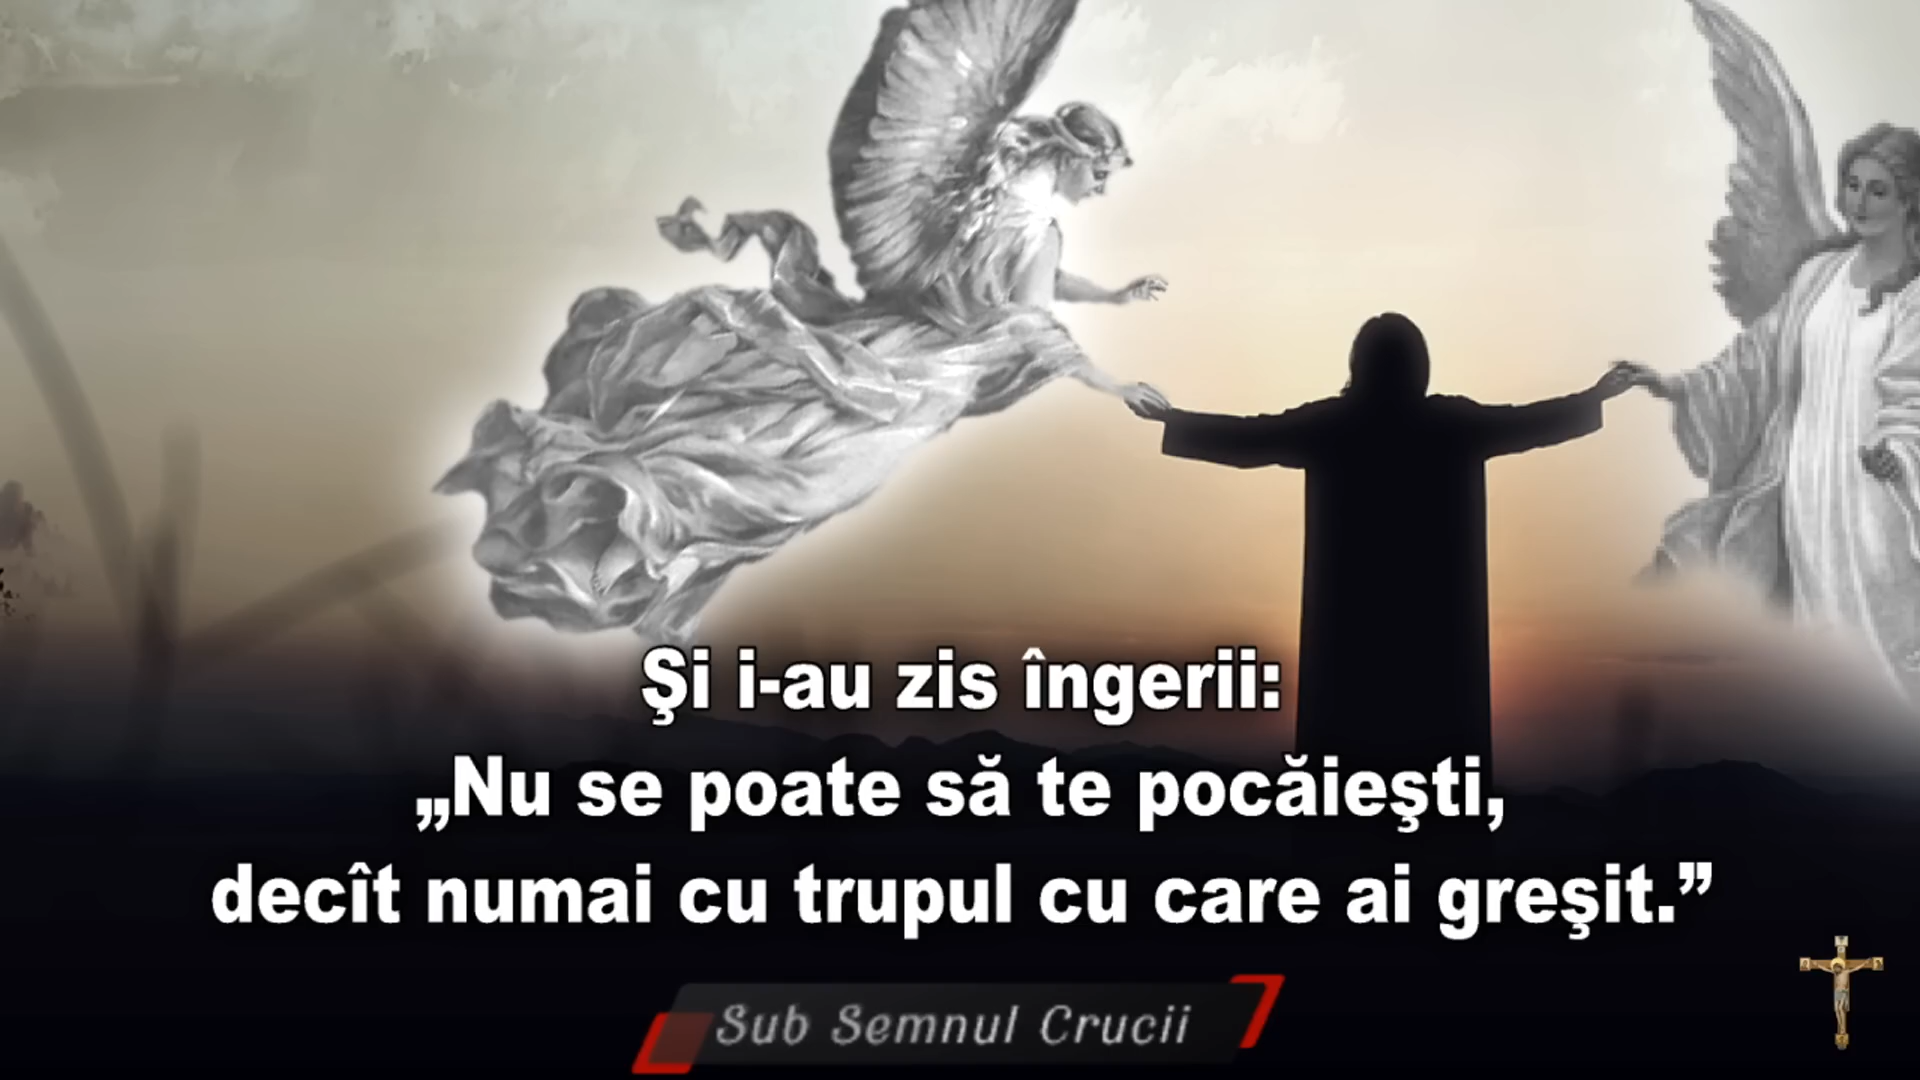 Şi i-au zis îngerii:
„Nu se poate să te pocăieşti,
decît numai cu trupul cu care ai greşit.”
Sub Semnul Crucii